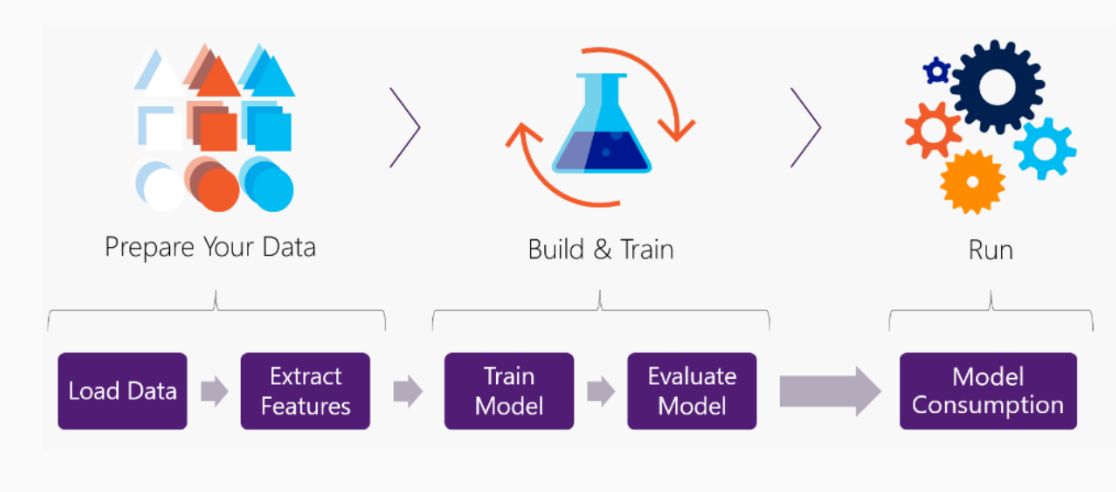 Prepare Your Data
Build & Train
Run
Load Data
Extract
Features
Train
Model
Evaluate
Model
Model
Consumption